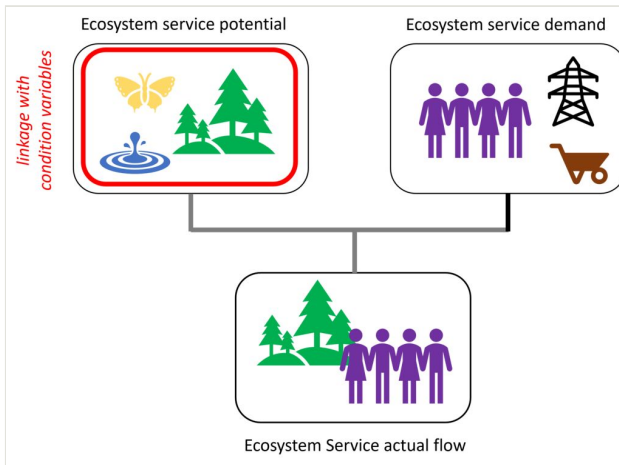 Ecosystem service potential
Ecosystem service demand
linkage with
condition variables
Ecosystem Service actual flow